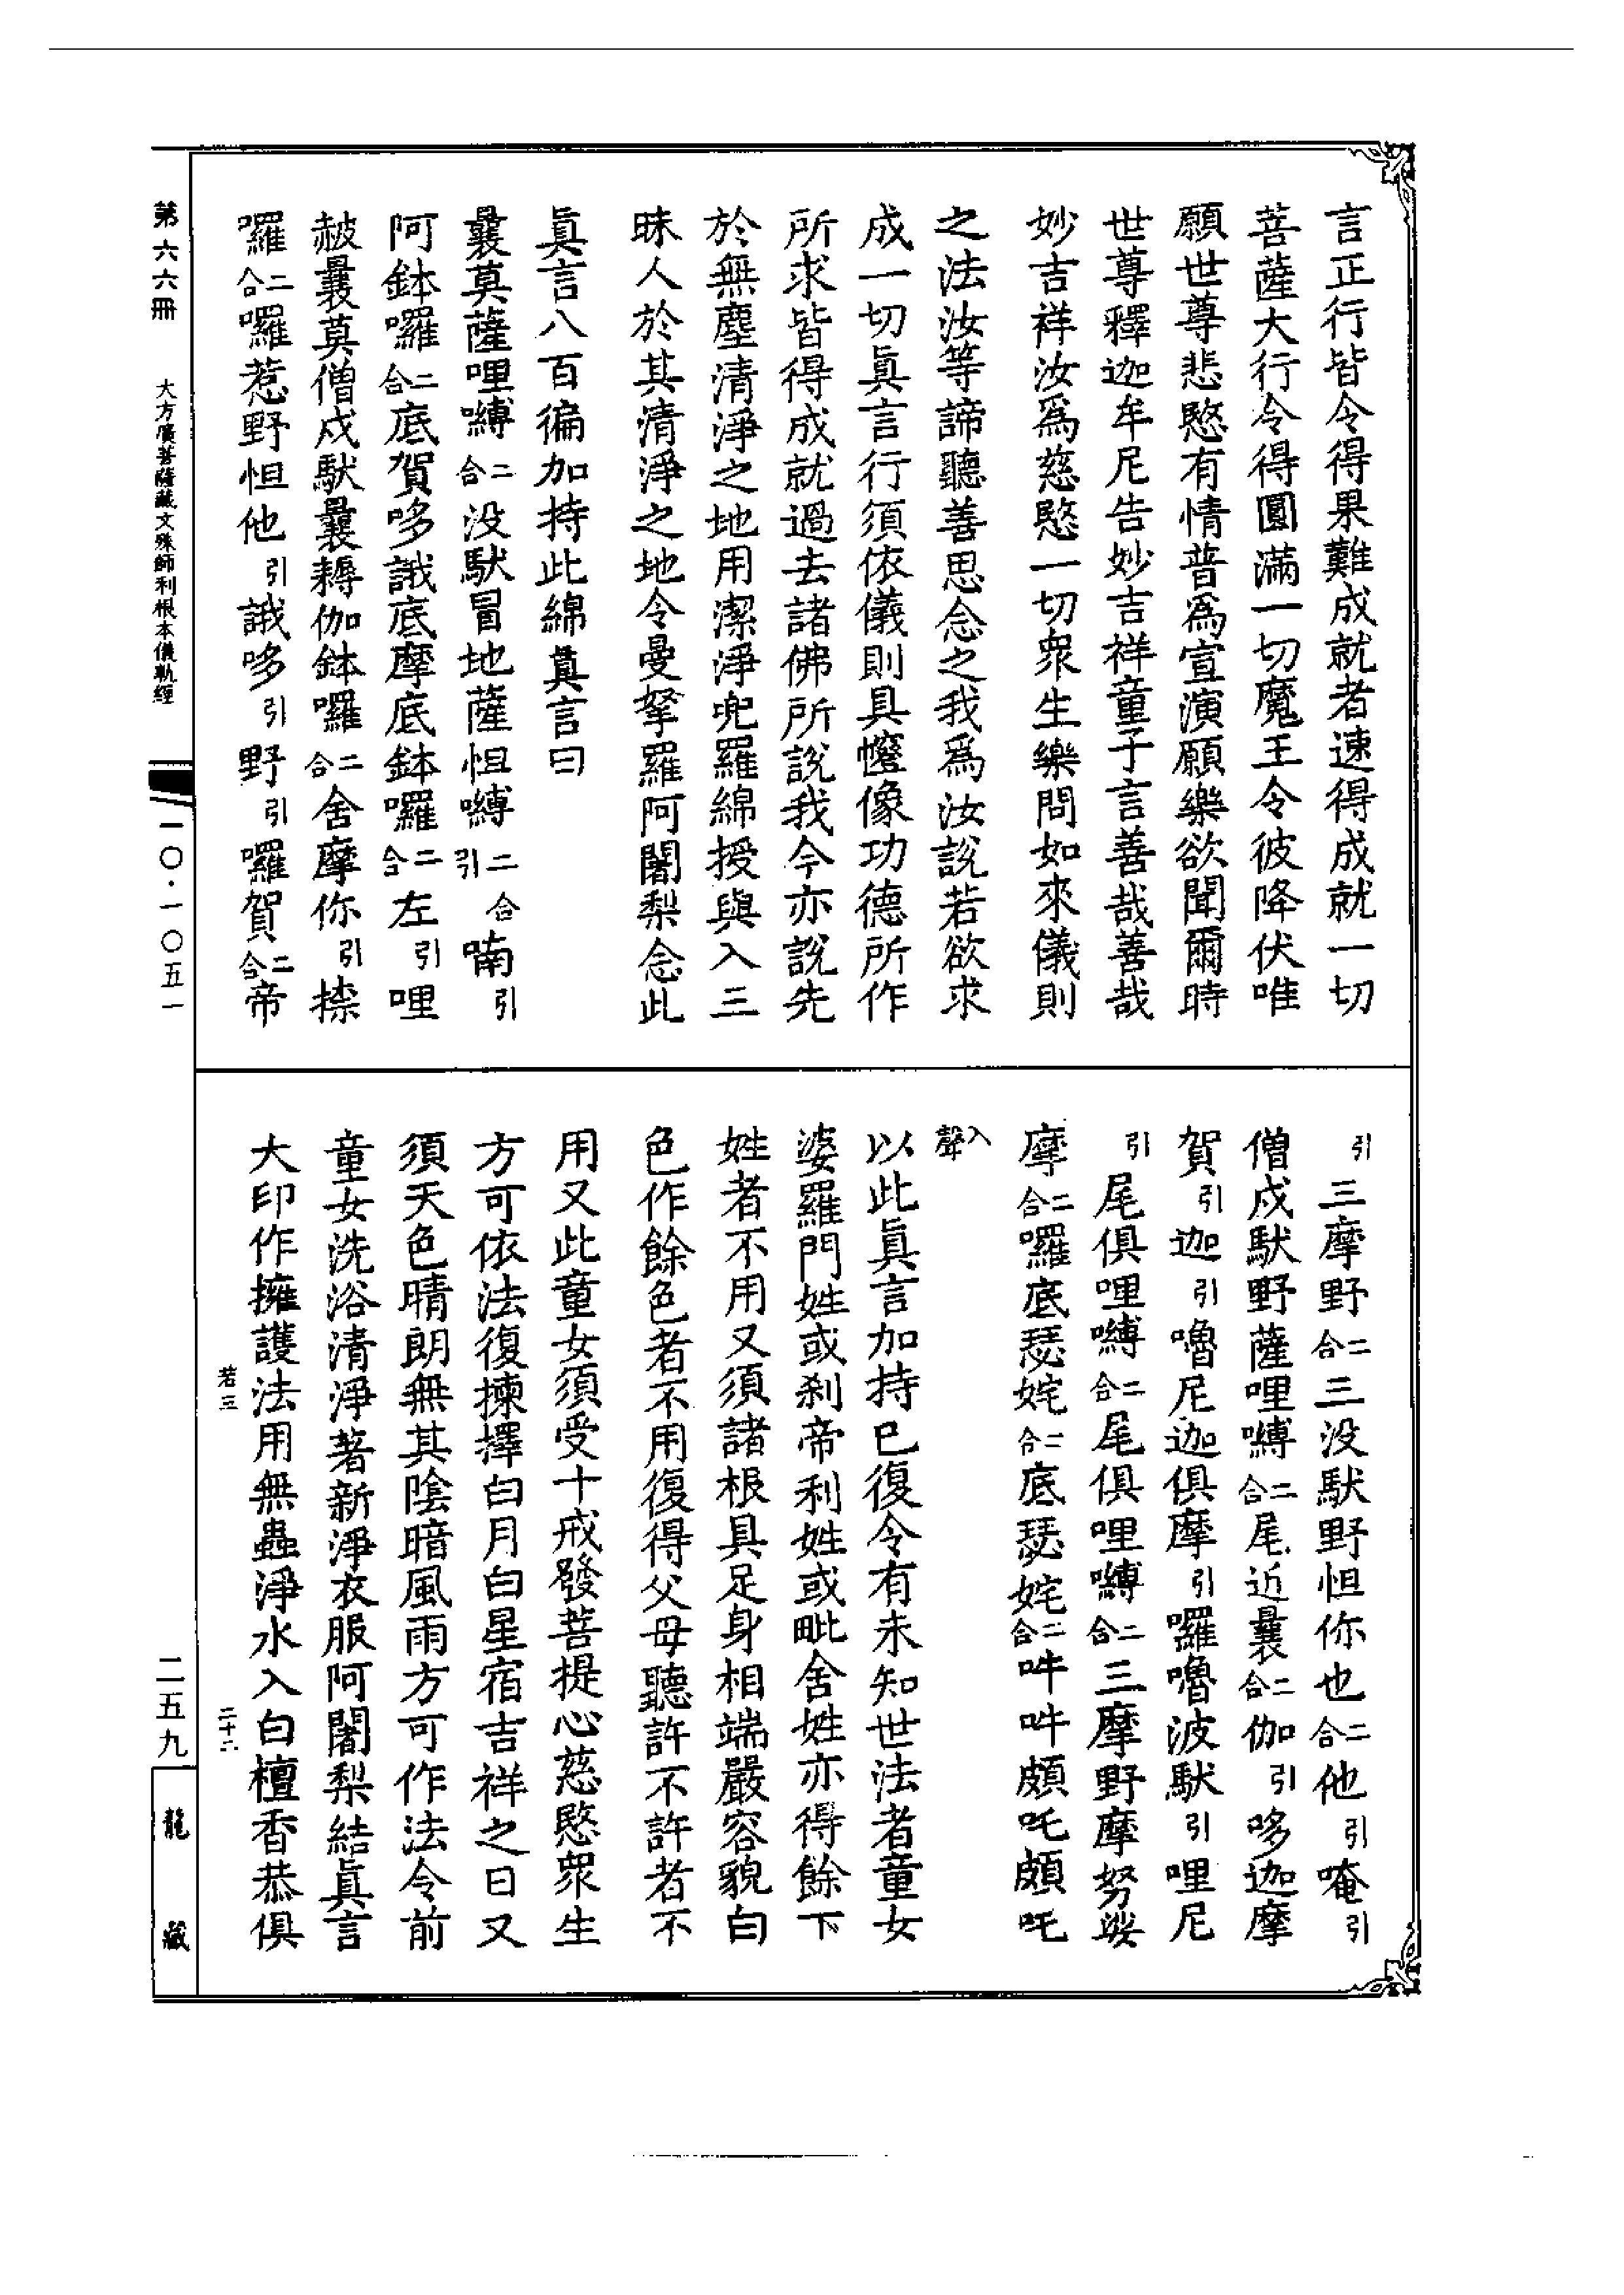 言正行皆令得果難成就者速得成就一切
菩薩大行令得圓滿一切魔王令彼降伏唯
願世尊悲愍有情普為宣演願樂欲聞爾時
世尊釋迦牟尼告妙吉祥童子言善哉善哉
妙吉祥汝為慈愍一切眾生樂問如來儀則
之法汝等諦聽善思念之我為汝說若欲求
成一切眞言行須依儀則具幰像功德所作
所求皆得成就過去諸佛所說我今亦說先
於無塵清淨之地用潔淨兜羅綿授與入三
昧人於其清淨之地令曼拏羅阿闍梨念此
眞言八百徧加持此綿眞言曰
曩莫薩哩嚩二合没馱冒地薩怛嚩二合引喃引
阿鉢囉二合底賀哆誐底摩底鉢囉二合左引哩
赦曩莫僧戍馱曩耨伽鉢囉二合舍摩你引捺
囉二合囉惹野怛他引誐哆引野引囉賀二合帝
引三摩野二合三没馱野怛你也二合他引唵引
僧戍馱野薩哩嚩二合尾近曩二合伽引哆迦摩
賀引迦引嚕尼迦俱摩引囉嚕波馱引哩尼
引尾俱哩嚩二合尾俱哩嚩二合三摩野摩努娑
摩二合囉底瑟姹二合底瑟姹二合吽吽頗吒頗吒
入聲
以此眞言加持已復令有未知世法者童女
婆羅門姓或刹帝利姓或毗舍姓亦得餘下
姓者不用又須諸根具足身相端嚴容貌白
色作餘色者不用復得父母聽許不許者不
用又此童女須受十戒發菩提心慈愍眾生
方可依法復揀擇白月白星宿吉祥之日又
須天色晴朗無其陰暗風雨方可作法令前
童女洗浴清淨著新淨衣服阿闍梨結眞言
大印作擁護法用無蟲淨水入白檀香恭俱
若三
二十二
第六六冊
大方廣菩薩藏文殊師利根本儀軌經
一〇·一〇五一
二五九
龍藏